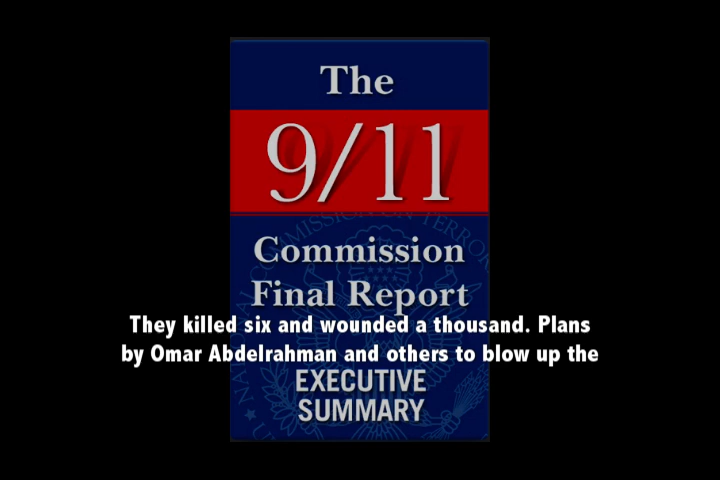 The
9/11
Commission
Final Report
They killed six and wounded a thousand. Plans
by Omar Abdelrahman and others to blow up the
EXECUTIVE
SUMMARY